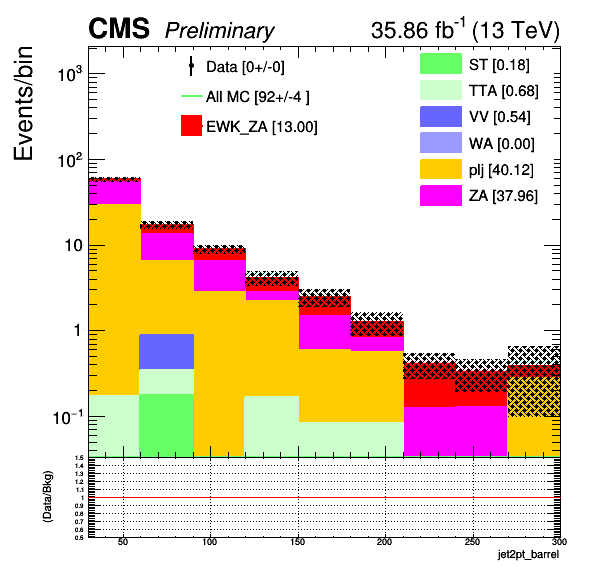 CMS Preliminary 35.86 fb⁻¹ (13 TeV)
Events/bin
Data [0+/-0]
All MC [92+/-4 ]
EWK_ZA [13.00]
ST [0.18]
TTA [0.68]
VV [0.54]
WA [0.00]
plj [40.12]
ZA [37.96]
10³
10²
10
1
10⁻¹
(Data/Bkg)
1.5
1.4
1.3
1.2
1.1
1
0.9
0.8
0.7
0.6
0.5
50 100 150 200 250 300
jet2pt_barrel